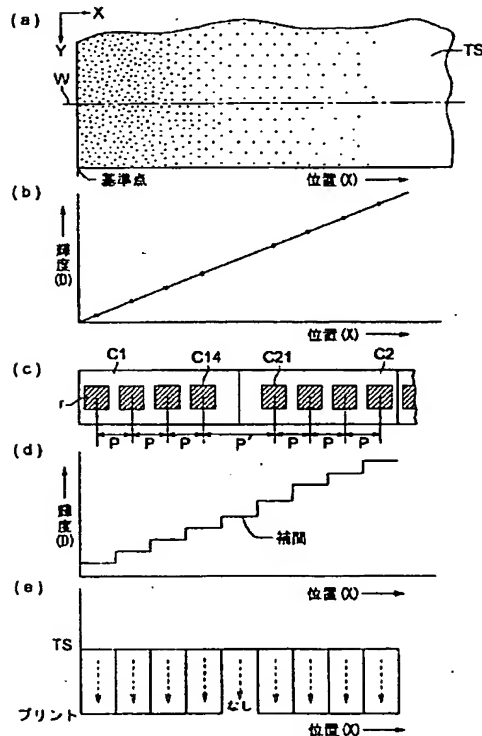 (a)
X
Y
W
TS
基準点
位置(X)
(b)
輝度(D)
位置(X)
(c)
C1
C14
C21
C2
r
P P P P' P P P
(d)
輝度(D)
補間
位置(X)
(e)
TS
なし
プリント
位置(X)